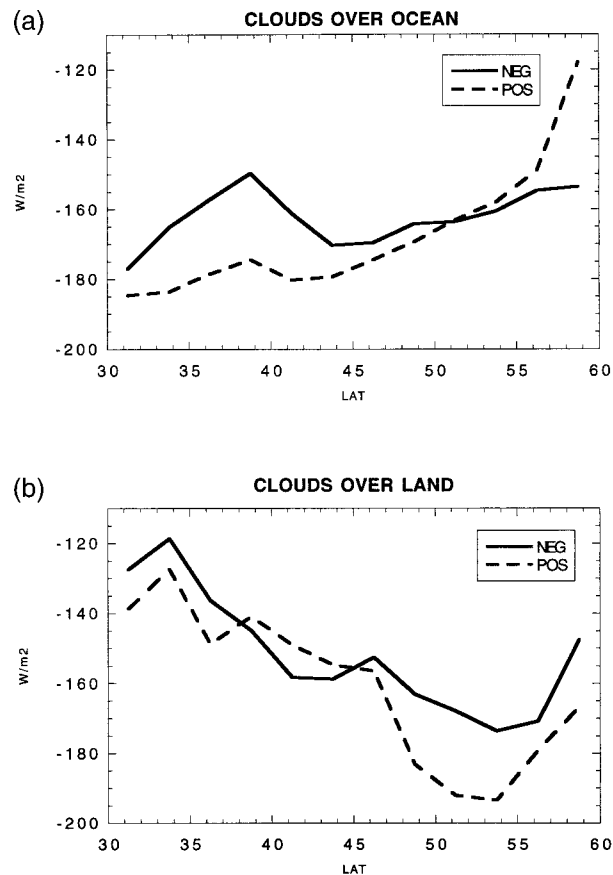 (a)
CLOUDS OVER OCEAN
NEG
POS
-120
-140
-160
-180
-200
W/m2
30 35 40 45 50 55 60
LAT
(b)
CLOUDS OVER LAND
NEG
POS
-120
-140
-160
-180
-200
W/m2
30 35 40 45 50 55 60
LAT